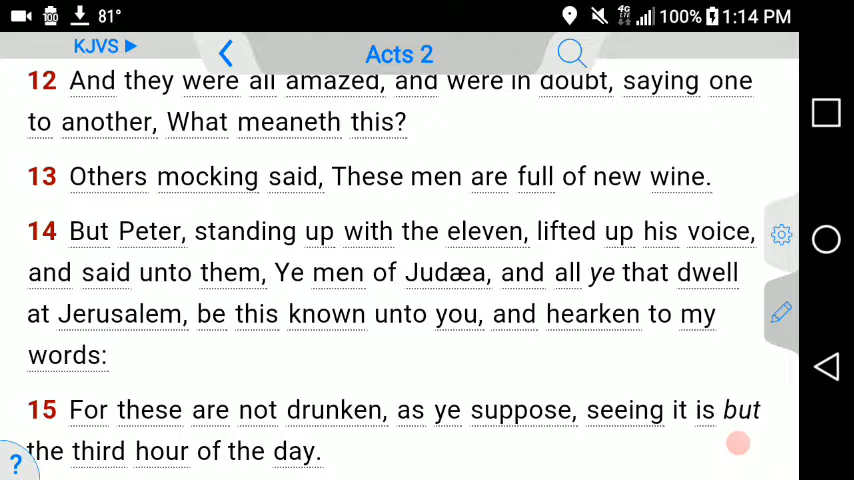 100 81° 4G LTE 100% 1:14 PM
KJVS Acts 2
12 And they were all amazed, and were in doubt, saying one
to another, What meaneth this?
13 Others mocking said, These men are full of new wine.
14 But Peter, standing up with the eleven, lifted up his voice,
and said unto them, Ye men of Judæa, and all ye that dwell
at Jerusalem, be this known unto you, and hearken to my
words:
15 For these are not drunken, as ye suppose, seeing it is but
the third hour of the day.
?